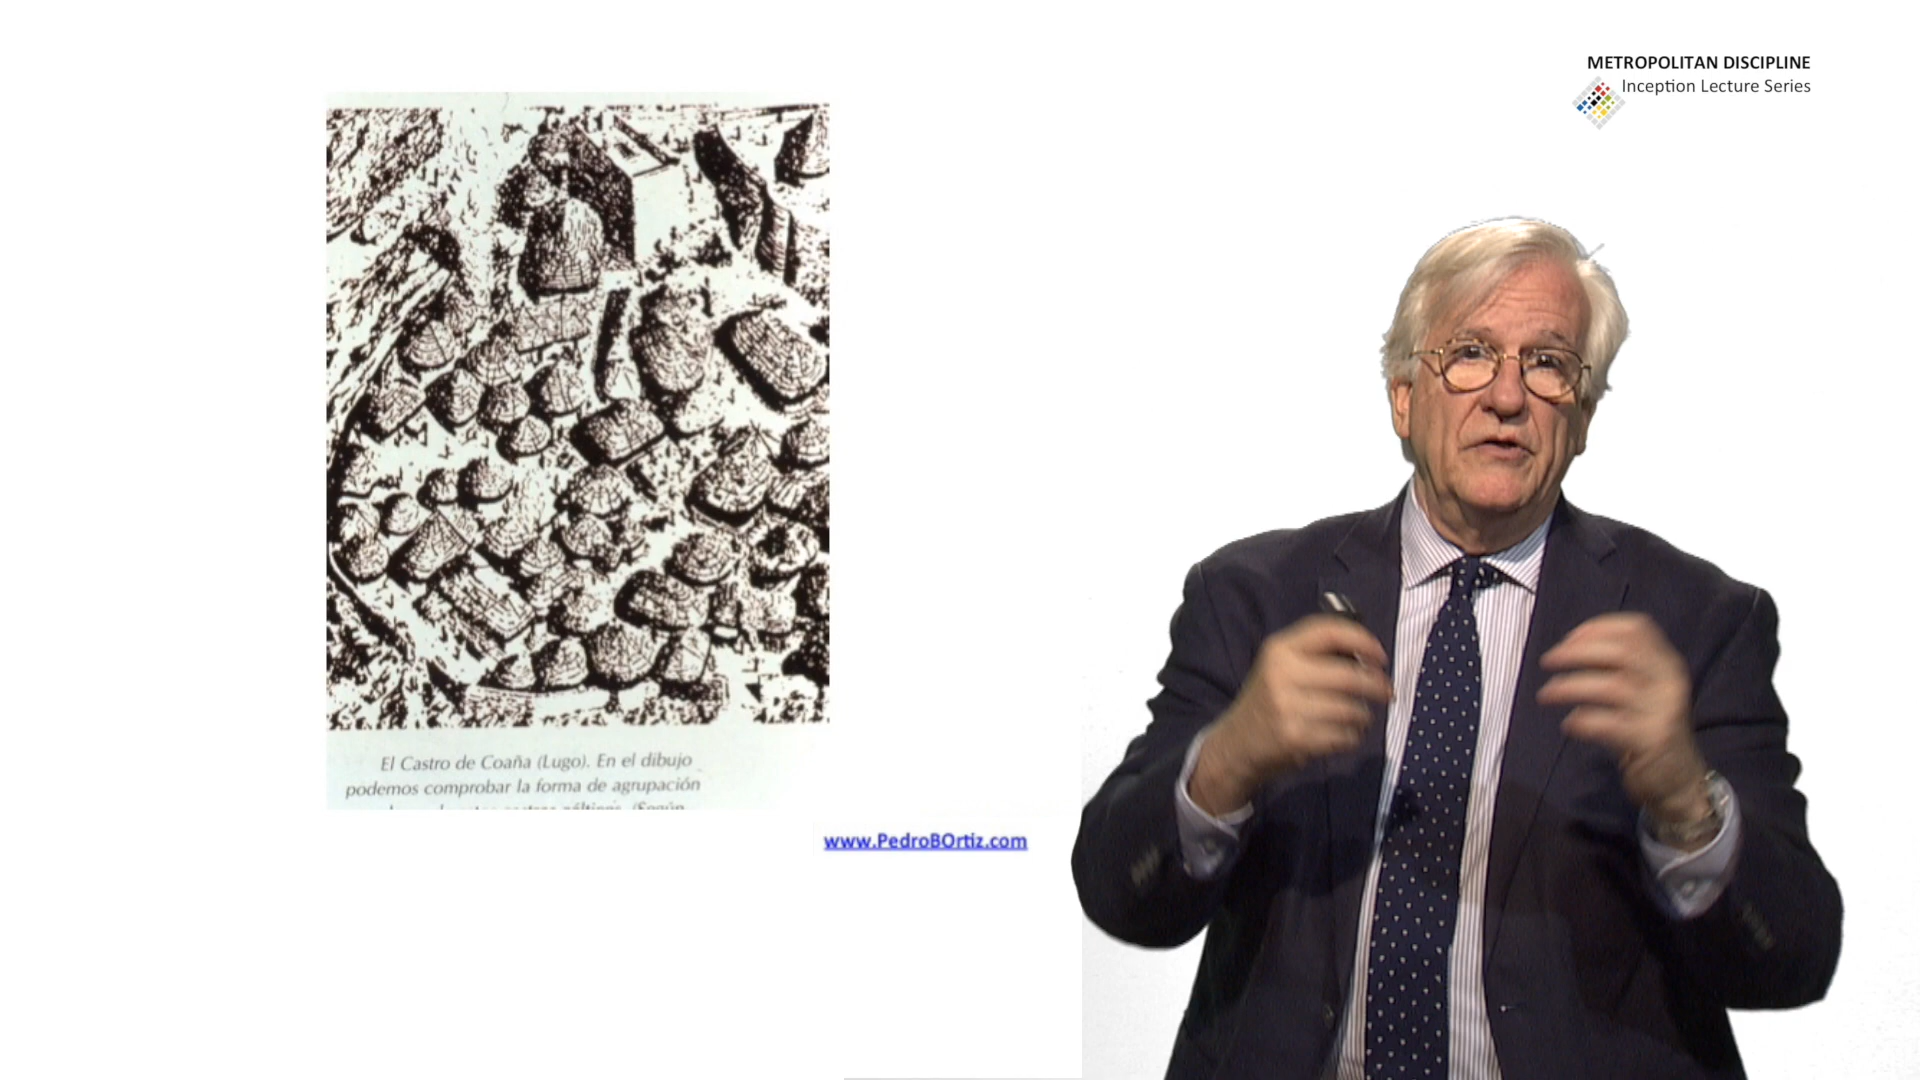 METROPOLITAN DISCIPLINE
Inception Lecture Series
El Castro de Coaña (Lugo). En el dibujo
podemos comprobar la forma de agrupación
www.PedroBOrtiz.com